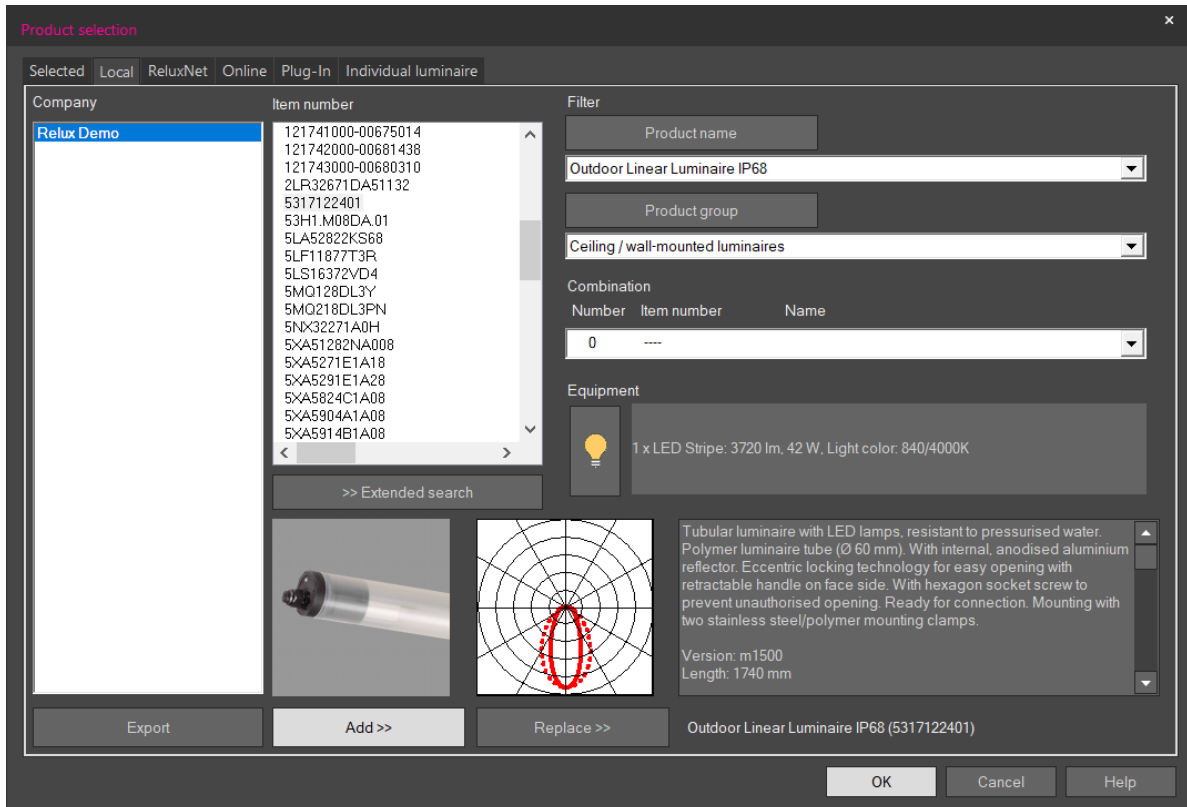 Product selection
Selected Local ReluxNet Online Plug-In Individual luminaire
Company
Relux Demo
Item number
121741000-00675014
121742000-00681438
121743000-00680310
2LR32671DA51132
5317122401
53H1.M08DA.01
5LA52822KS68
5LF11877T3R
5LS16372VD4
5MQ128DL3Y
5MQ218DL3PN
5NX32271A0H
5XA51282NA008
5XA5271E1A18
5XA5291E1A28
5XA5824C1A08
5XA5904A1A08
5XA5914B1A08
>> Extended search
Filter
Product name
Outdoor Linear Luminaire IP68
Product group
Ceiling / wall-mounted luminaires
Combination
Number Item number Name
0 ----
Equipment
1 x LED Stripe: 3720 lm, 42 W, Light color: 840/4000K
Tubular luminaire with LED lamps, resistant to pressurised water.
Polymer luminaire tube (Ø 60 mm). With internal, anodised aluminium
reflector. Eccentric locking technology for easy opening with
retractable handle on face side. With hexagon socket screw to
prevent unauthorised opening. Ready for connection. Mounting with
two stainless steel/polymer mounting clamps.
Version: m1500
Length: 1740 mm
Export Add >> Replace >> Outdoor Linear Luminaire IP68 (5317122401)
OK Cancel Help